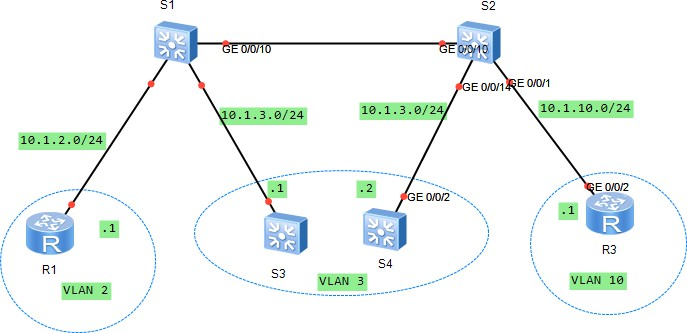 S1
S2
GE 0/0/10
GE 0/0/10
GE 0/0/14
GE 0/0/1
10.1.3.0/24
10.1.3.0/24
10.1.10.0/24
10.1.2.0/24
.1
.2
GE 0/0/2
GE 0/0/2
.1
.1
R
R
R1
S3
S4
R3
VLAN 2
VLAN 3
VLAN 10